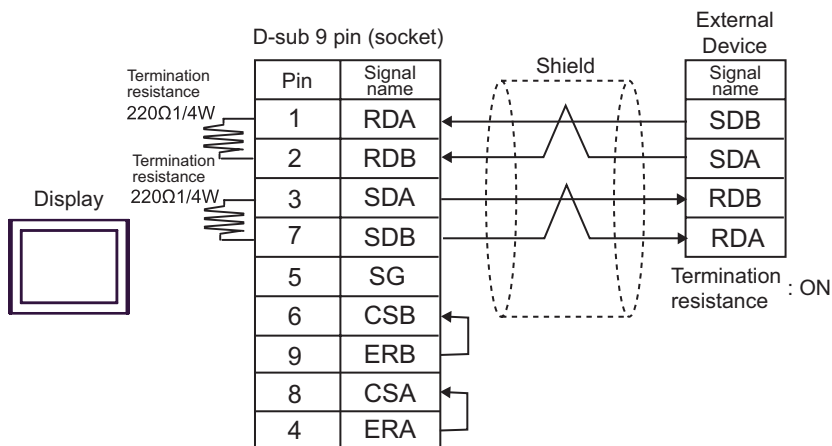 D-sub 9 pin (socket)
External
Device
Shield
Termination
resistance
220Ω1/4W
Termination
resistance
220Ω1/4W
Display
Pin Signal name
1 RDA
2 RDB
3 SDA
7 SDB
5 SG
6 CSB
9 ERB
8 CSA
4 ERA
Signal
name
SDB
SDA
RDB
RDA
Termination
resistance : ON